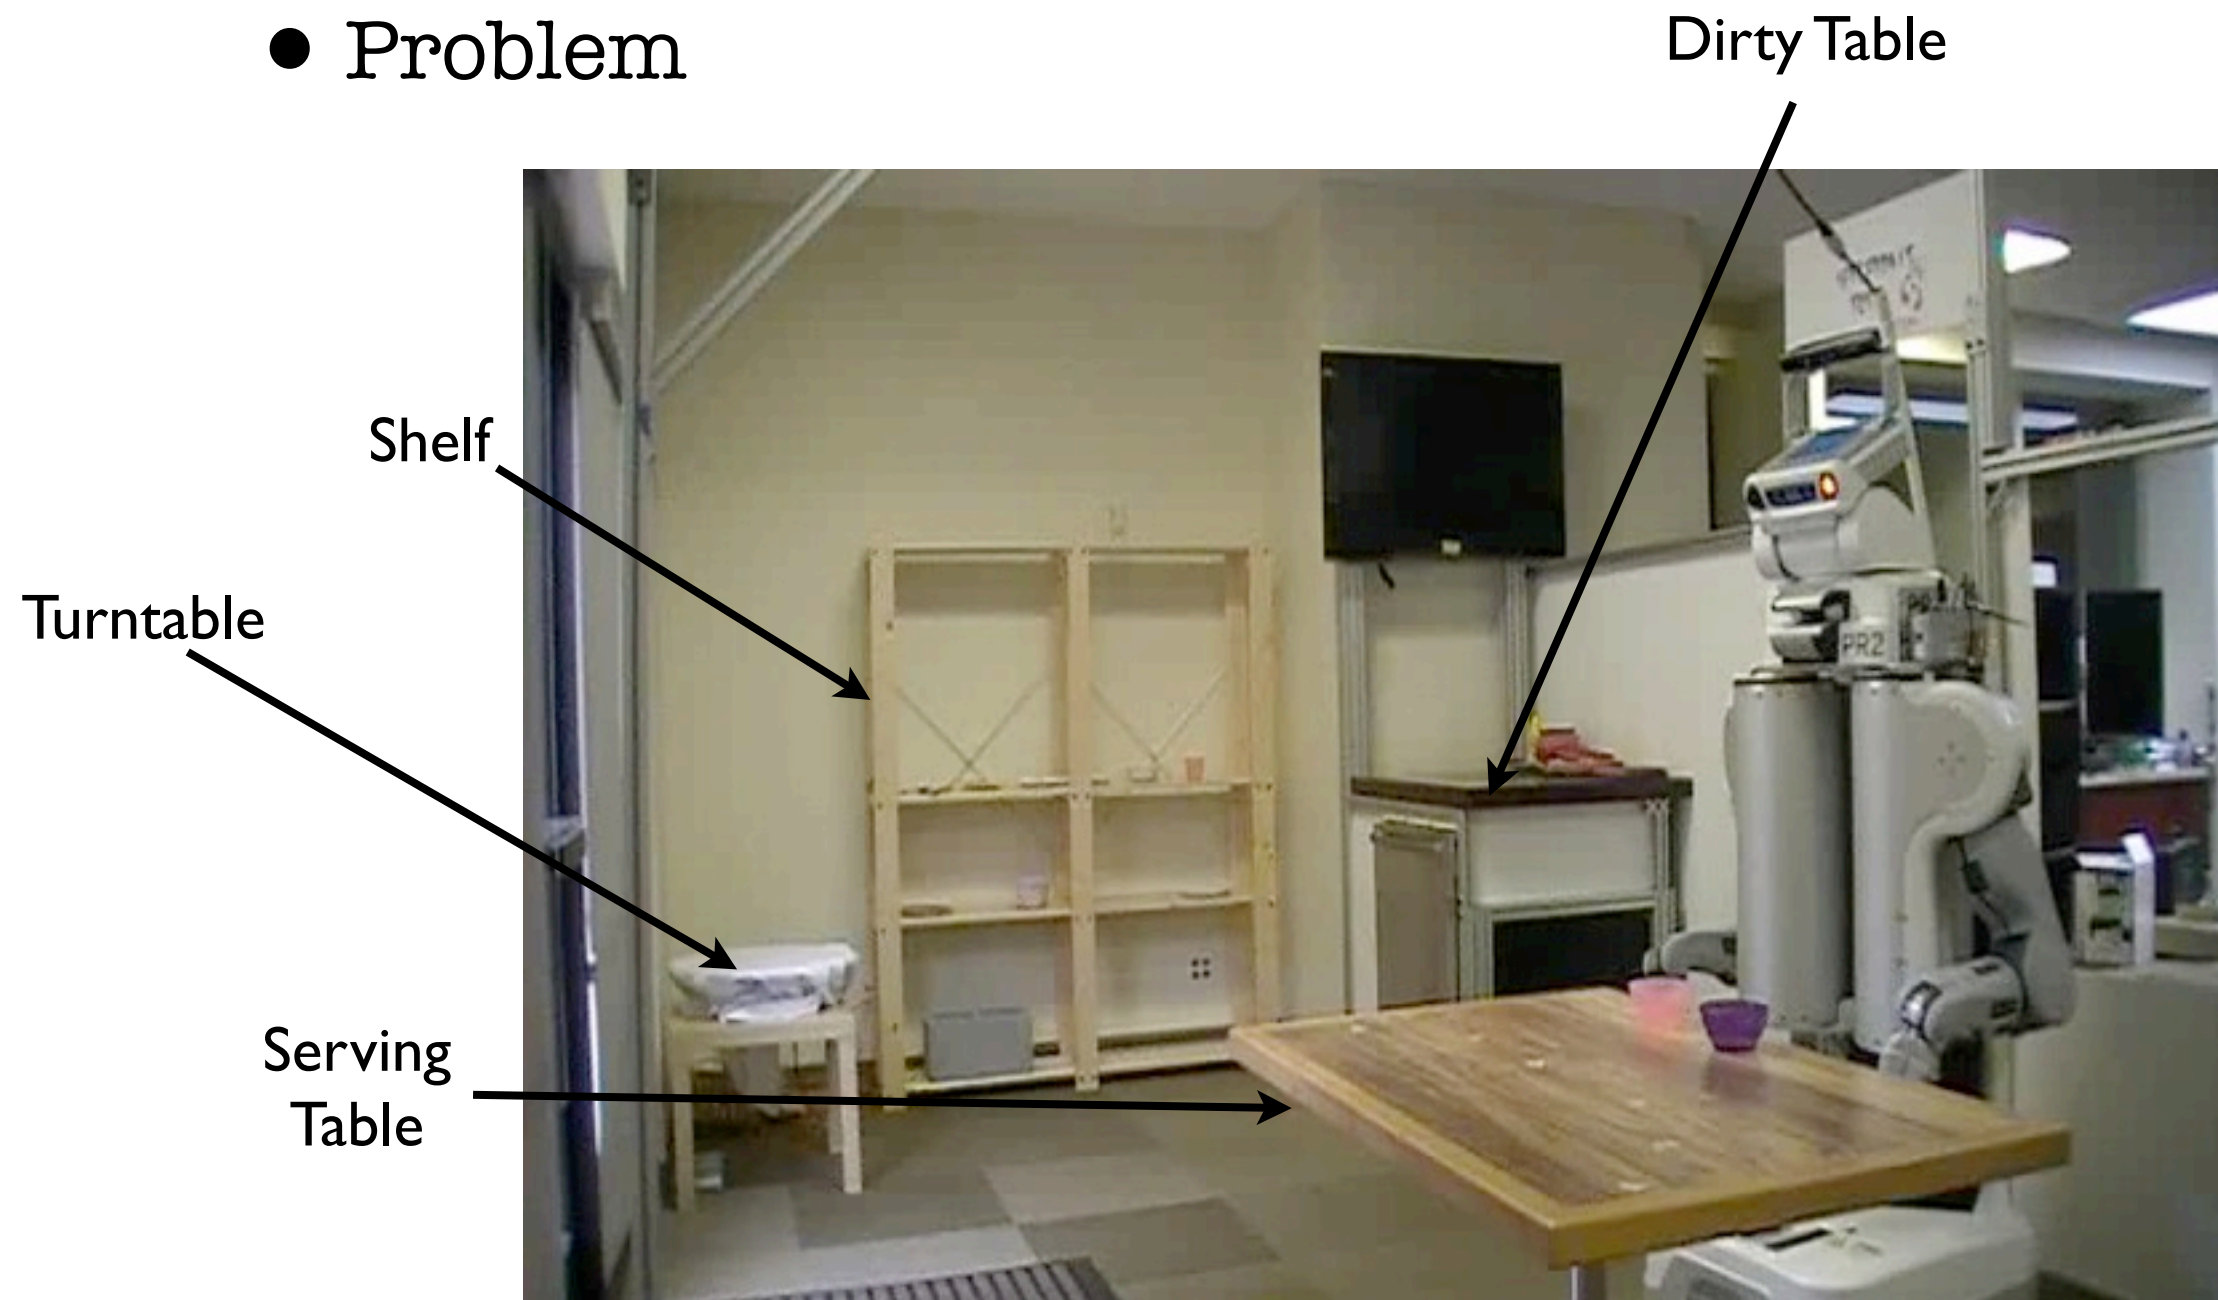 • Problem
Dirty Table
Shelf
Turntable
Serving
Table
PR2